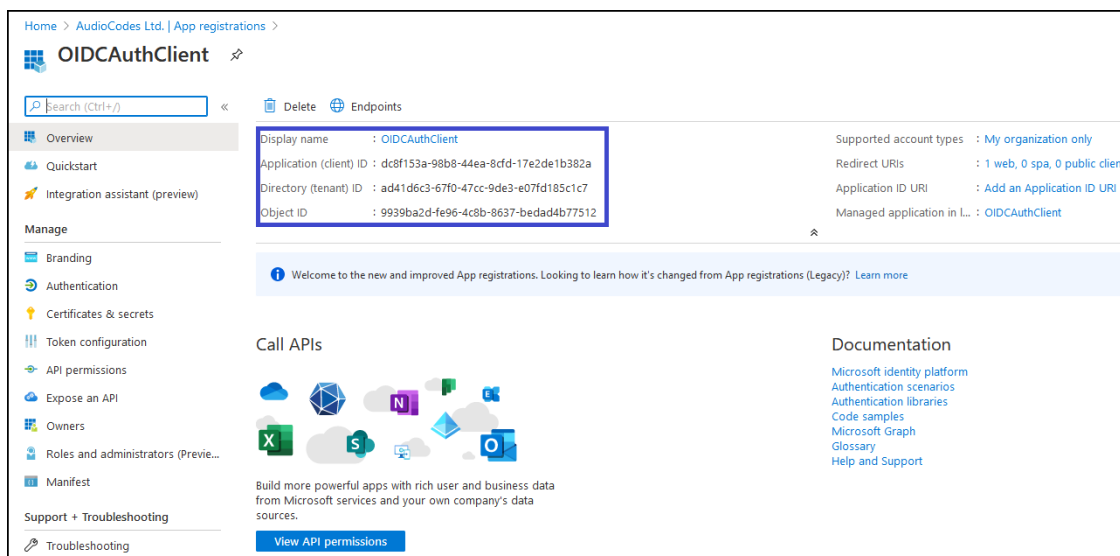 Home > AudioCodes Ltd. | App registrations >
OIDCAuthClient
Search (Ctrl+/)
«
Delete
Endpoints
Overview
Quickstart
Integration assistant (preview)
Manage
Branding
Authentication
Certificates & secrets
Token configuration
API permissions
Expose an API
Owners
Roles and administrators (Previe...
Manifest
Support + Troubleshooting
Troubleshooting
Display name : OIDCAuthClient
Application (client) ID : dc8f153a-98b8-44ea-8cfd-17e2de1b382a
Directory (tenant) ID : ad41d6c3-67f0-47cc-9de3-e07fd185c1c7
Object ID : 9939ba2d-fe96-4c8b-8637-bedad4b77512
Supported account types : My organization only
Redirect URIs : 1 web, 0 spa, 0 public clien
Application ID URI : Add an Application ID URI
Managed application in l... : OIDCAuthClient
Welcome to the new and improved App registrations. Looking to learn how it's changed from App registrations (Legacy)? Learn more
Call APIs
N
E
X
S
O
Build more powerful apps with rich user and business data
from Microsoft services and your own company's data
sources.
View API permissions
Documentation
Microsoft identity platform
Authentication scenarios
Authentication libraries
Code samples
Microsoft Graph
Glossary
Help and Support